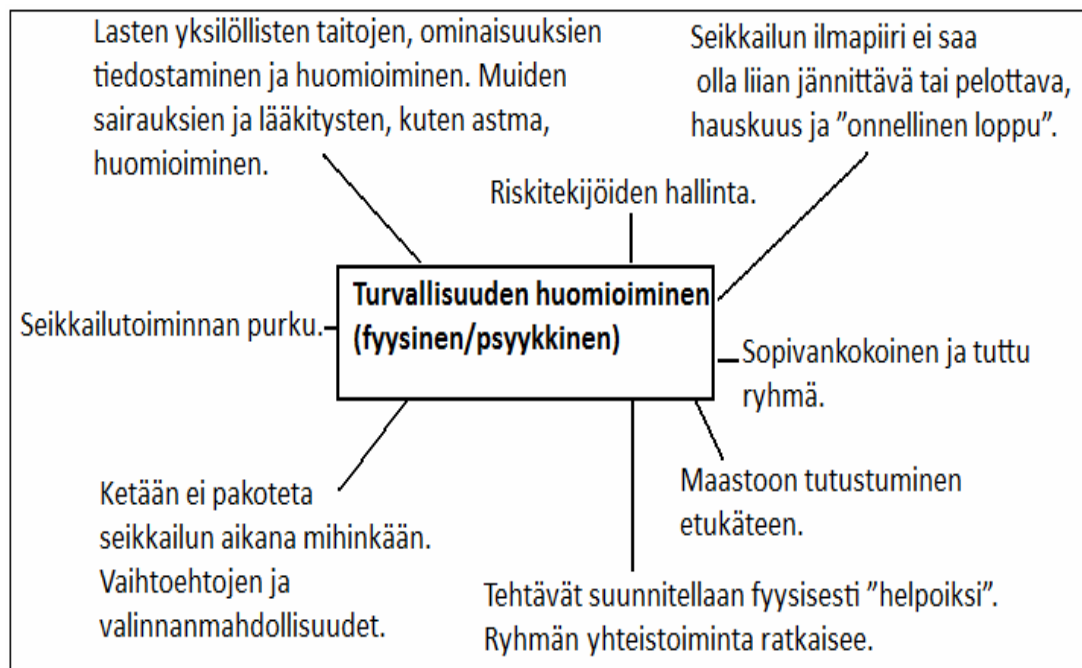 Lasten yksilöllisten taitojen, ominaisuuksien
tiedostaminen ja huomioiminen. Muiden
sairauksien ja lääkitysten, kuten astma,
huomioiminen.
Seikkailun ilmapiiri ei saa
olla liian jännittävä tai pelottava,
hauskuus ja ”onnellinen loppu”.
Riskitekijöiden hallinta.
Turvallisuuden huomioiminen
(fyysinen/psyykkinen)
Seikkailutoiminnan purku.
Sopivankokoinen ja tuttu
ryhmä.
Maastoon tutustuminen
etukäteen.
Ketään ei pakoteta
seikkailun aikana mihinkään.
Vaihtoehtojen ja
valinnanmahdollisuudet.
Tehtävät suunnitellaan fyysisesti ”helpoiksi”.
Ryhmän yhteistoiminta ratkaisee.